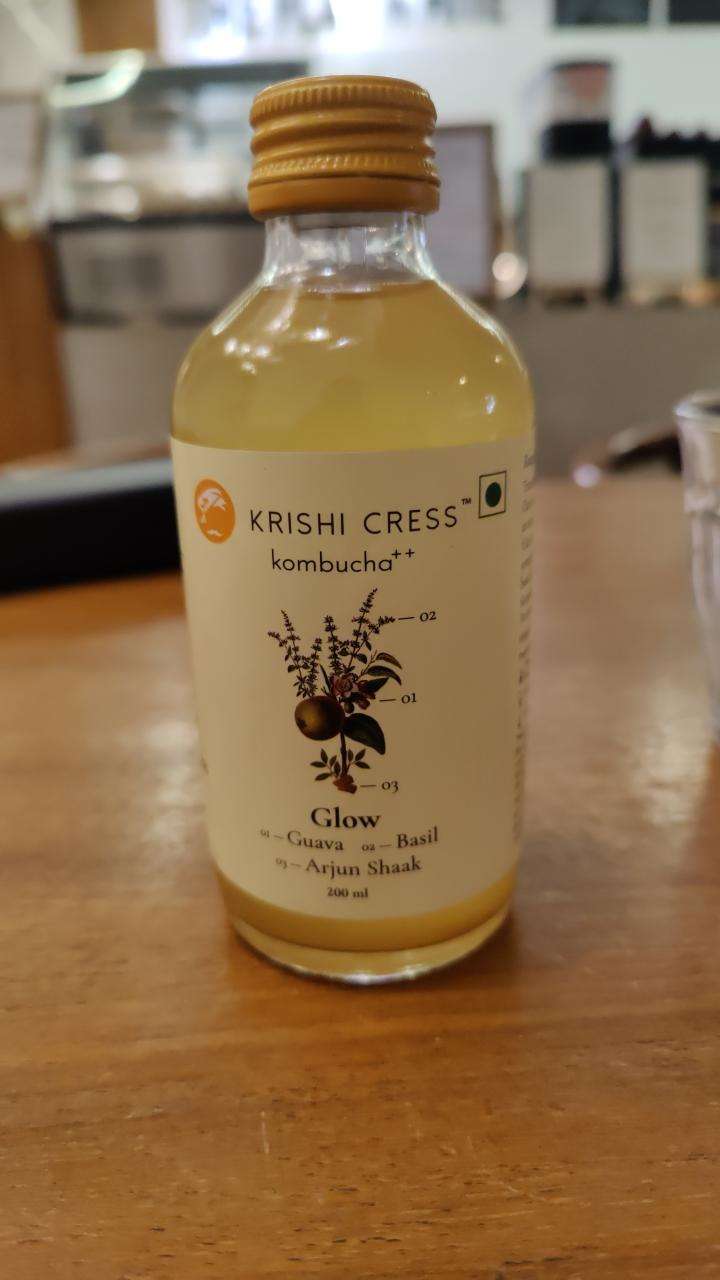 KRISHI CRESS™
kombucha++
02
01
03
Glow
01 – Guava 02 – Basil
03 – Arjun Shaak
200 ml